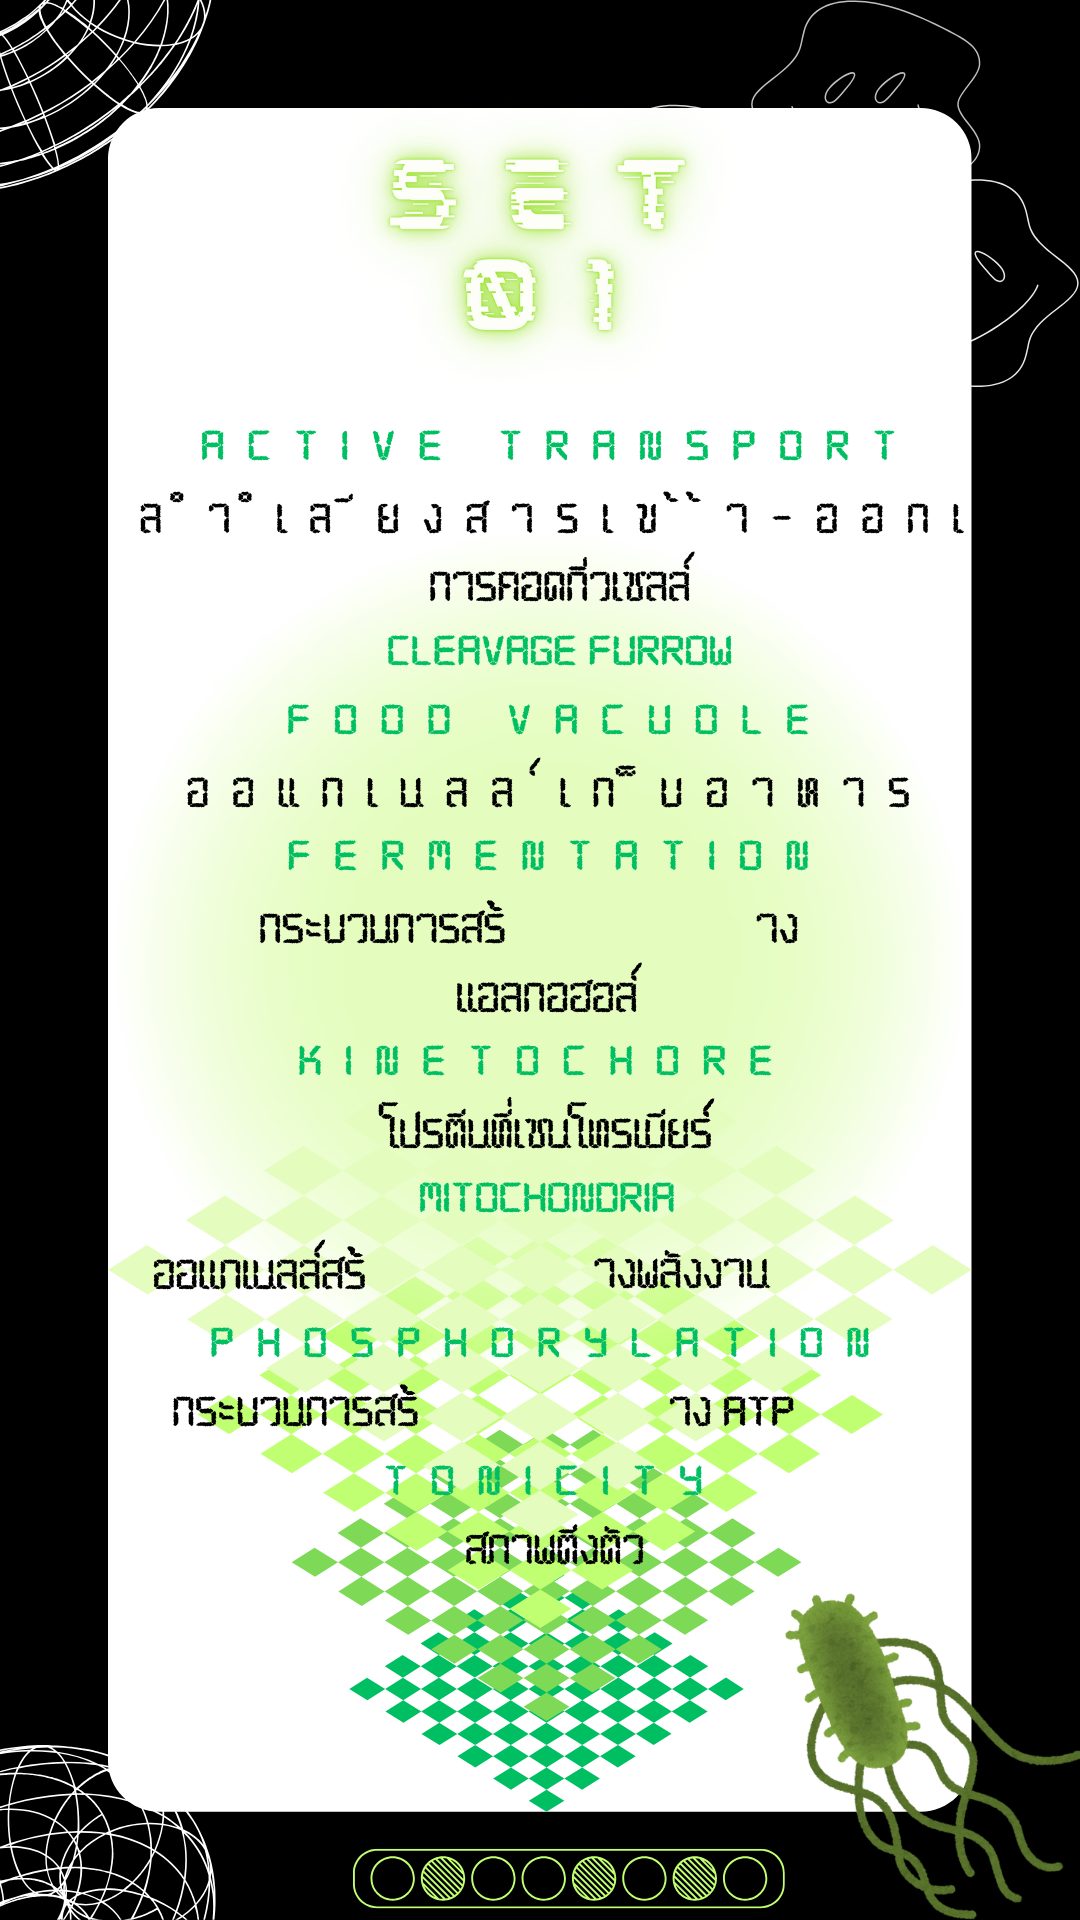 SET
01
ACTIVE TRANSPORT
ลำำเลียงสารเข้้า-ออกเ
การคอดกิ่วเซลล์
CLEAVAGE FURROW
FOOD VACUOLE
ออแกเนลล์เก็บอาหาร
FERMENTATION
กระบวนการสร้ าง
แอลกอฮอล์
KINETOCHORE
โปรตีนที่เซนโทรเมียร์
MITOCHONDRIA
ออแกเนลล์สร้ างพลังงาน
PHOSPHORYLATION
กระบวนการสร้ าง ATP
TONICITY
สภาพตึงตัว